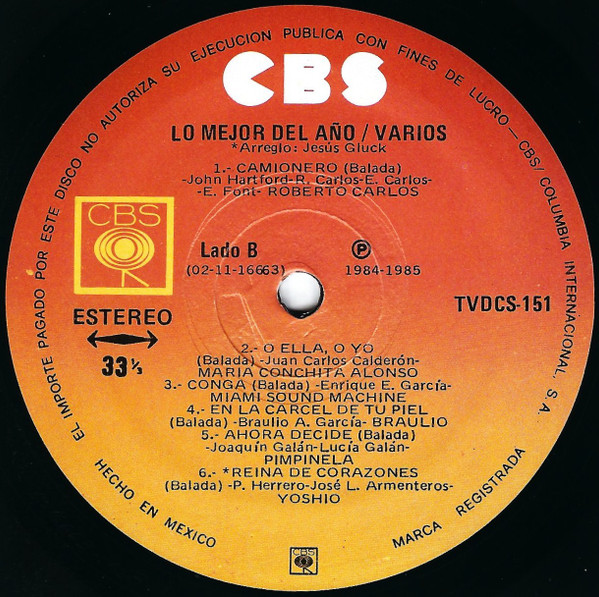 EL IMPORTE PAGADO POR ESTE DISCO NO AUTORIZA SU EJECUCION PUBLICA CON FINES DE LUCRO—CBS/COLUMBIA INTERNACIONAL, S.A.
CBS
LO MEJOR DEL AÑO / VARIOS
*Arreglo: Jesús Gluck
1.- CAMIONERO (Balada)
-John Hartford-R. Carlos-E. Carlos-
-E. Font- ROBERTO CARLOS
CBS
Lado B
(02-11-16663)
℗
1984-1985
ESTEREO
33 1/3
TVDCS-151
2.- O ELLA, O YO
(Balada) -Juan Carlos Calderón-
MARIA CONCHITA ALONSO
3.- CONGA (Balada) -Enrique E. García-
MIAMI SOUND MACHINE
4.- EN LA CARCEL DE TU PIEL
(Balada) -Braulio A. García- BRAULIO
5.- AHORA DECIDE (Balada)
-Joaquín Galán-Lucía Galán-
PIMPINELA
6.- *REINA DE CORAZONES
(Balada) -P. Herrero-José L. Armenteros-
YOSHIO
HECHO EN MEXICO
CBS
MARCA REGISTRADA